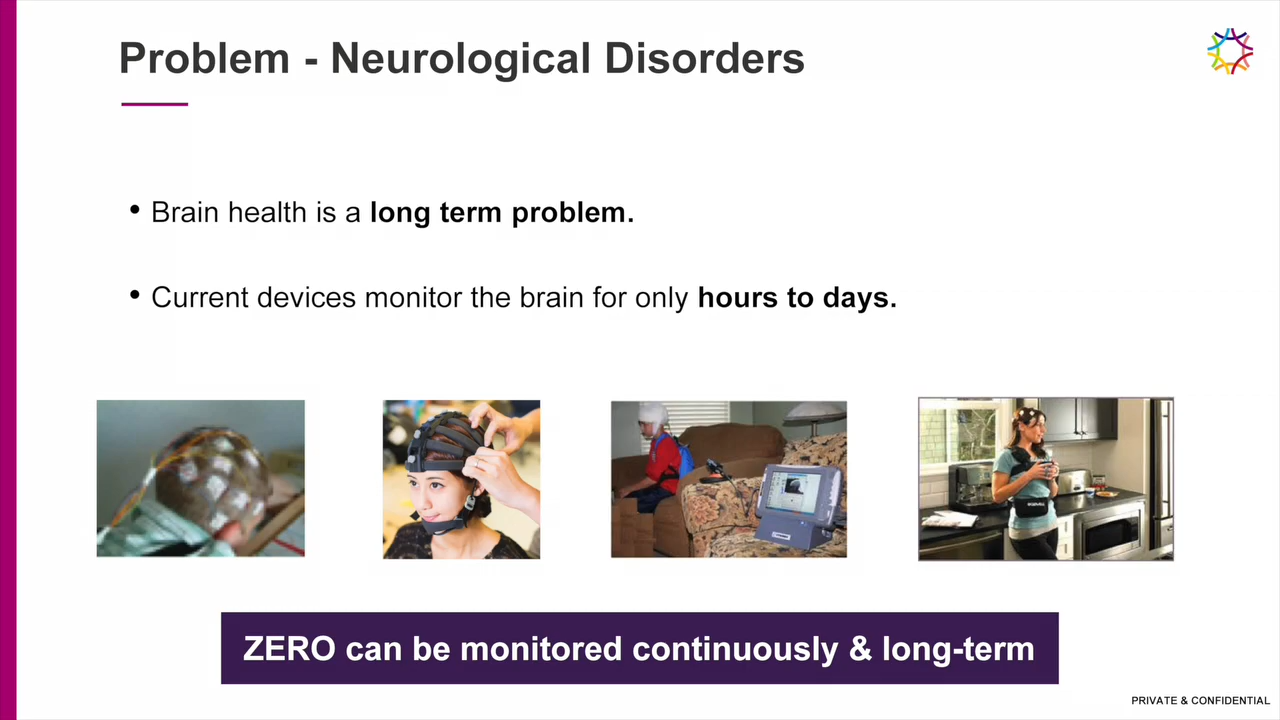 Problem - Neurological Disorders
• Brain health is a long term problem.
• Current devices monitor the brain for only hours to days.
ZERO can be monitored continuously & long-term
PRIVATE & CONFIDENTIAL